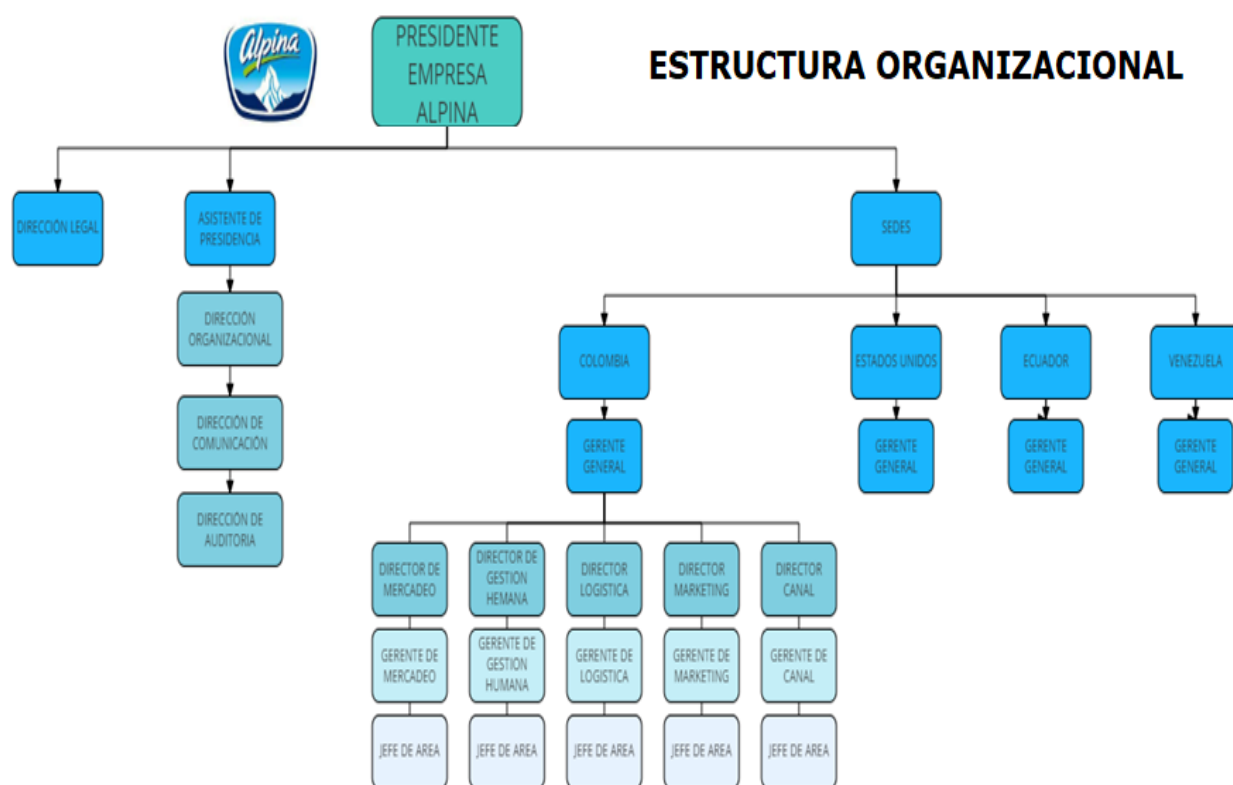 Alpina
PRESIDENTE
EMPRESA
ALPINA
ESTRUCTURA ORGANIZACIONAL
DIRECCIÓN LEGAL
ASISTENTE DE
PRESIDENCIA
SEDES
DIRECCIÓN
ORGANIZACIONAL
DIRECCIÓN DE
COMUNICACIÓN
DIRECCIÓN DE
AUDITORIA
COLOMBIA
ESTADOS UNIDOS
ECUADOR
VENEZUELA
GERENTE
GENERAL
GERENTE
GENERAL
GERENTE
GENERAL
GERENTE
GENERAL
DIRECTOR DE
MERCADEO
DIRECTOR DE
GESTION
HEMANA
DIRECTOR
LOGISTICA
DIRECTOR
MARKETING
DIRECTOR
CANAL
GERENTE DE
MERCADEO
GERENTE DE
GESTION
HUMANA
GERENTE DE
LOGISTICA
GERENTE DE
MARKETING
GERENTE DE
CANAL
JEFE DE AREA
JEFE DE AREA
JEFE DE AREA
JEFE DE AREA
JEFE DE AREA